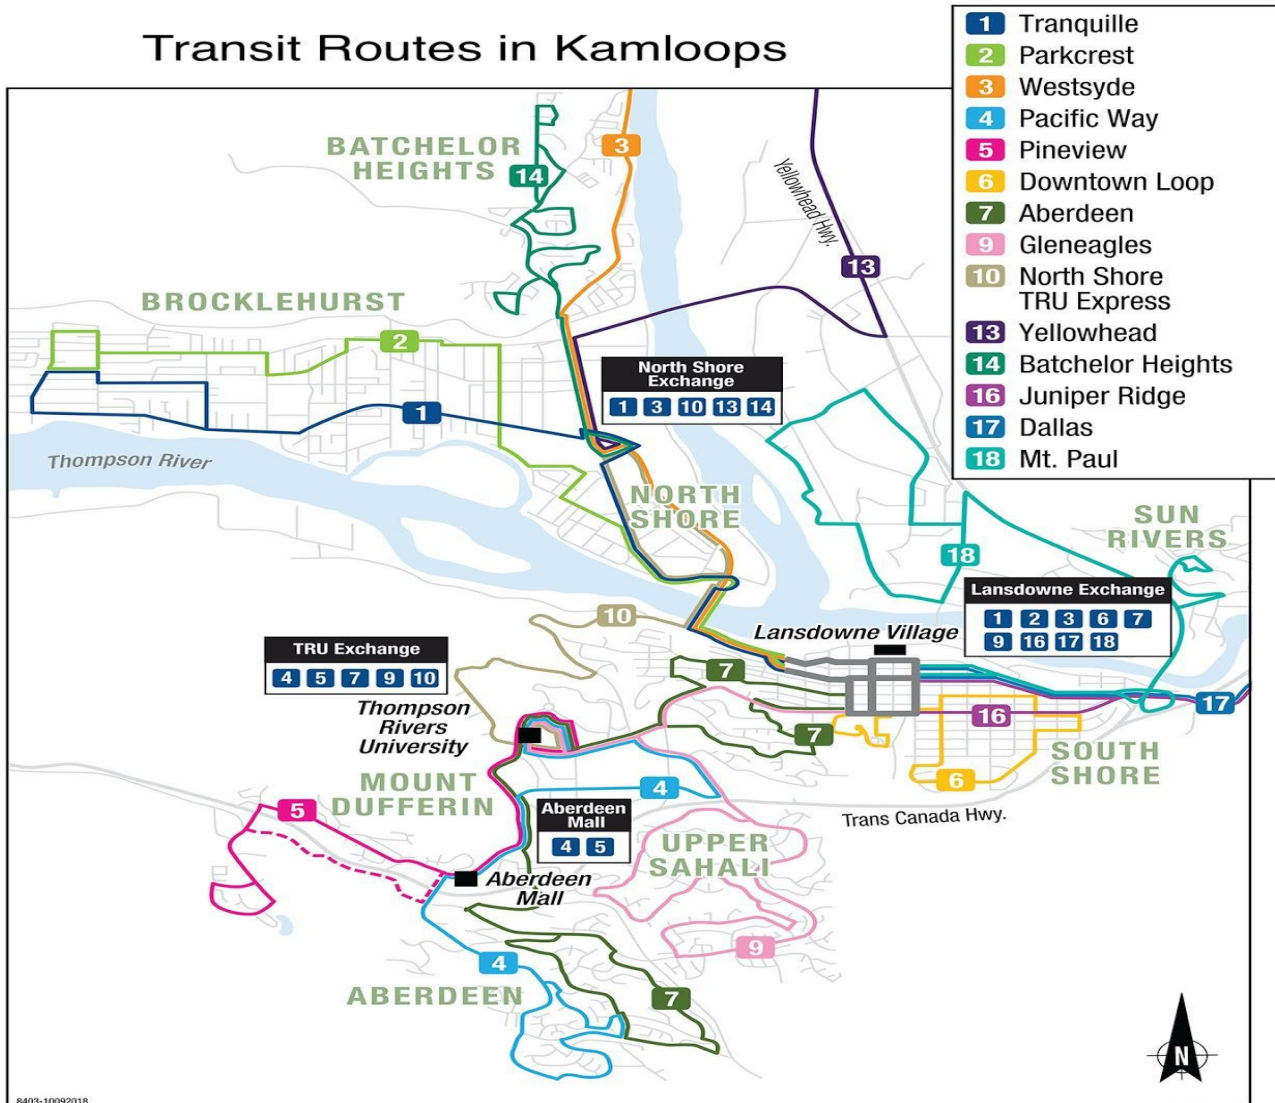 Transit Routes in Kamloops
1 Tranquille
2 Parkcrest
3 Westsyde
4 Pacific Way
5 Pineview
6 Downtown Loop
7 Aberdeen
9 Gleneagles
10 North Shore
TRU Express
13 Yellowhead
14 Batchelor Heights
16 Juniper Ridge
17 Dallas
18 Mt. Paul
BATCHELOR
HEIGHTS
3
14
Yellowhead Hwy.
13
BROCKLEHURST
2
North Shore
Exchange
1 3 10 13 14
1
Thompson River
NORTH
SHORE
SUN
RIVERS
18
Lansdowne Exchange
1 2 3 6 7
9 16 17 18
10
Lansdowne Village
TRU Exchange
4 5 7 9 10
7
Thompson
Rivers
University
17
16
7
SOUTH
SHORE
MOUNT
DUFFERIN
6
4
5
Aberdeen
Mall
4 5
Trans Canada Hwy.
UPPER
SAHALI
Aberdeen
Mall
9
4
ABERDEEN
7
N
8403-10092018